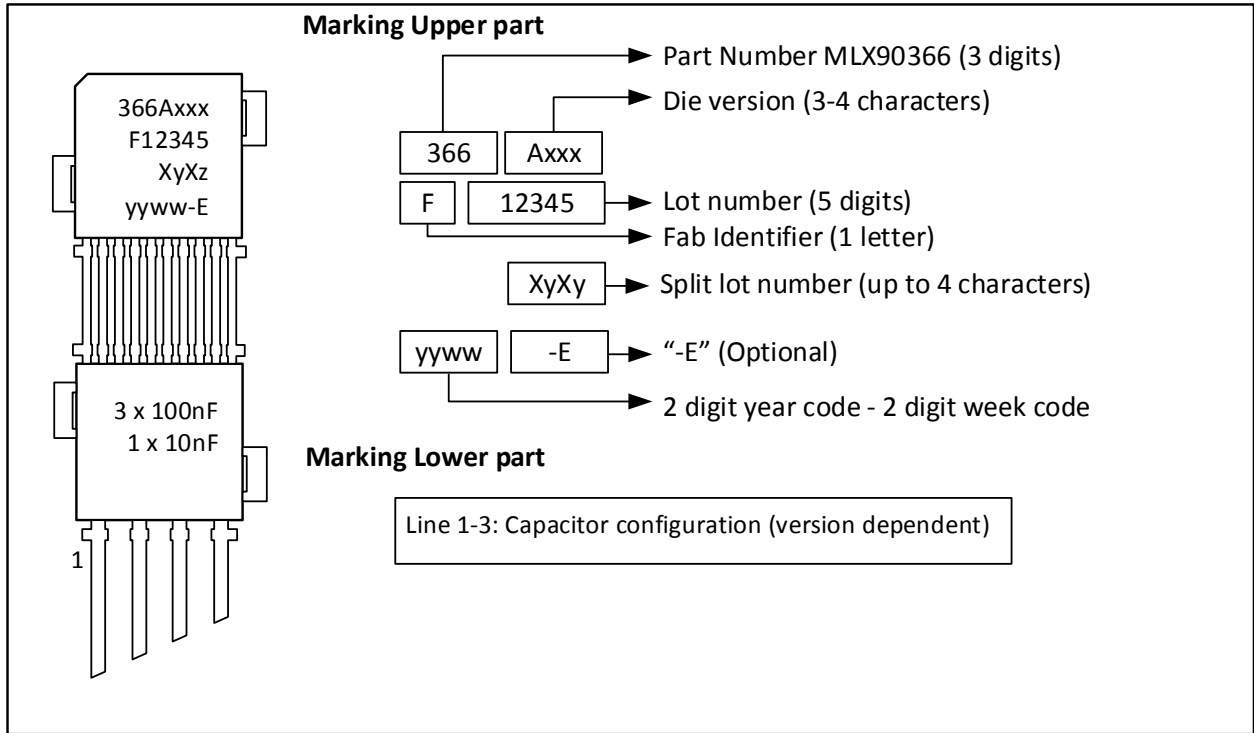 Marking Upper part
366Axxx
F12345
XyXz
yyww-E
3 x 100nF
1 x 10nF
1
Part Number MLX90366 (3 digits)
Die version (3-4 characters)
366 Axxx
F 12345 Lot number (5 digits)
Fab Identifier (1 letter)
XyXy Split lot number (up to 4 characters)
yyww -E “-E” (Optional)
2 digit year code - 2 digit week code
Marking Lower part
Line 1-3: Capacitor configuration (version dependent)